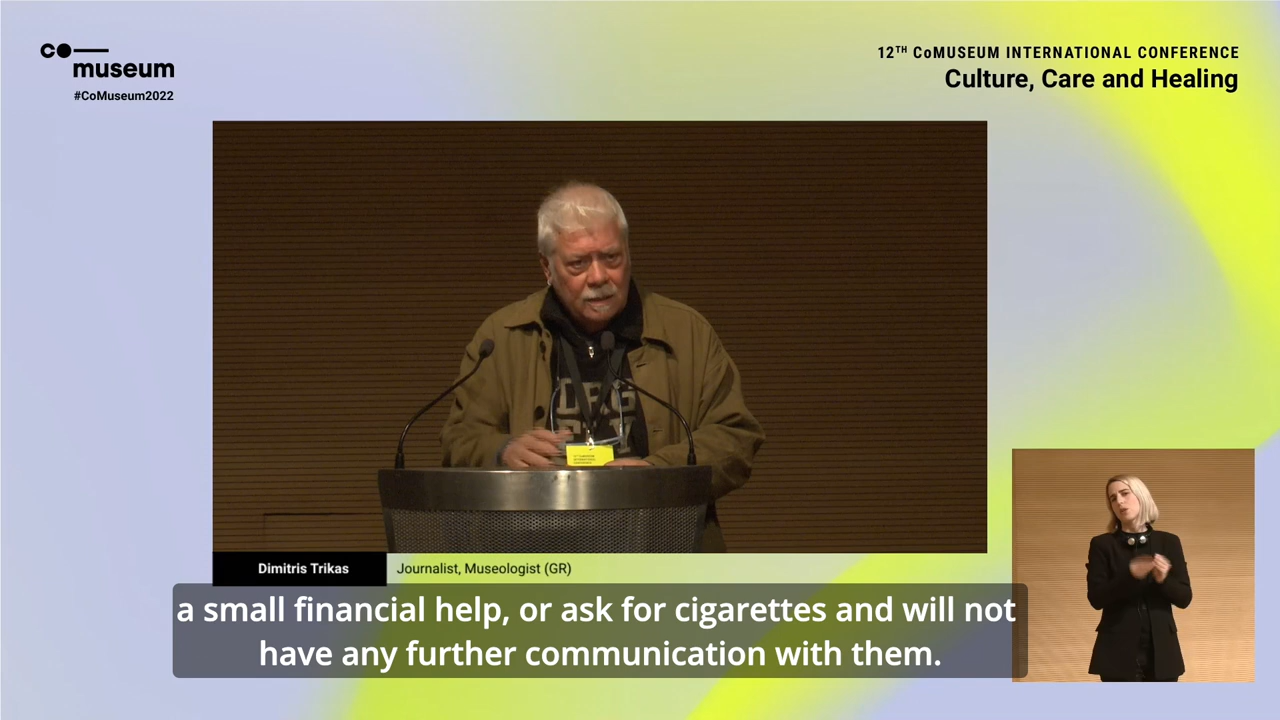 co museum
#CoMuseum2022
12TH CoMUSEUM INTERNATIONAL CONFERENCE
Culture, Care and Healing
Dimitris Trikas
Journalist, Museologist (GR)
a small financial help, or ask for cigarettes and will not
have any further communication with them.